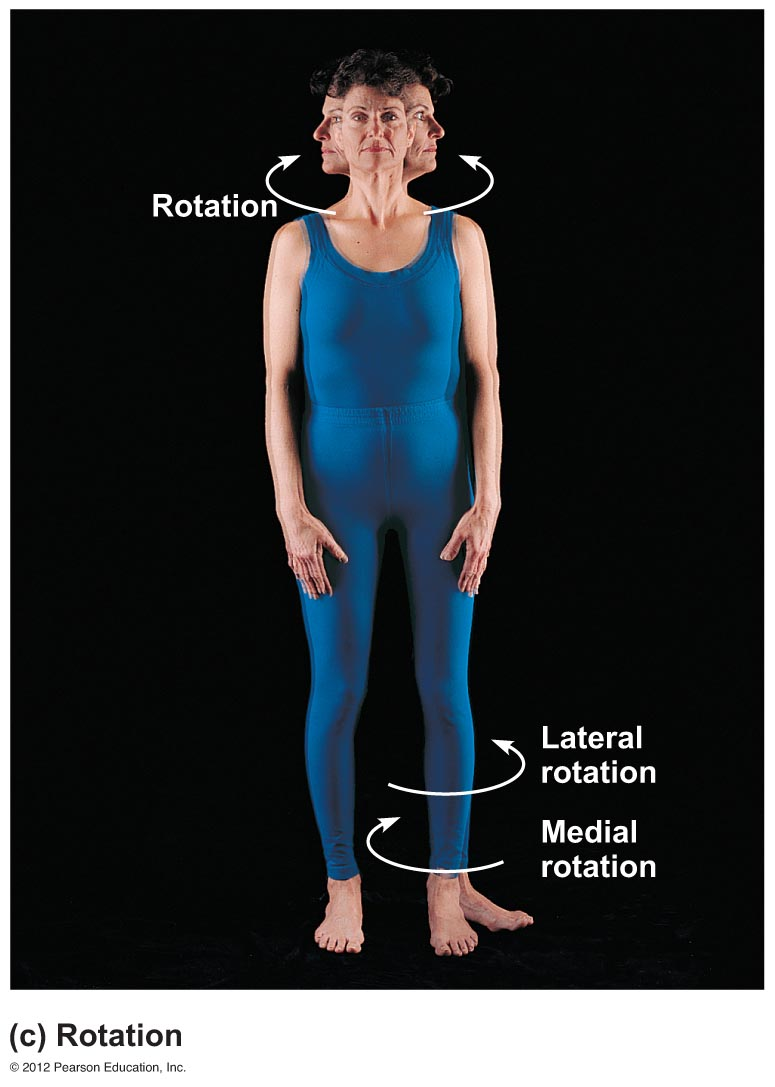 Rotation
Lateral
rotation
Medial
rotation
(c) Rotation
© 2012 Pearson Education, Inc.